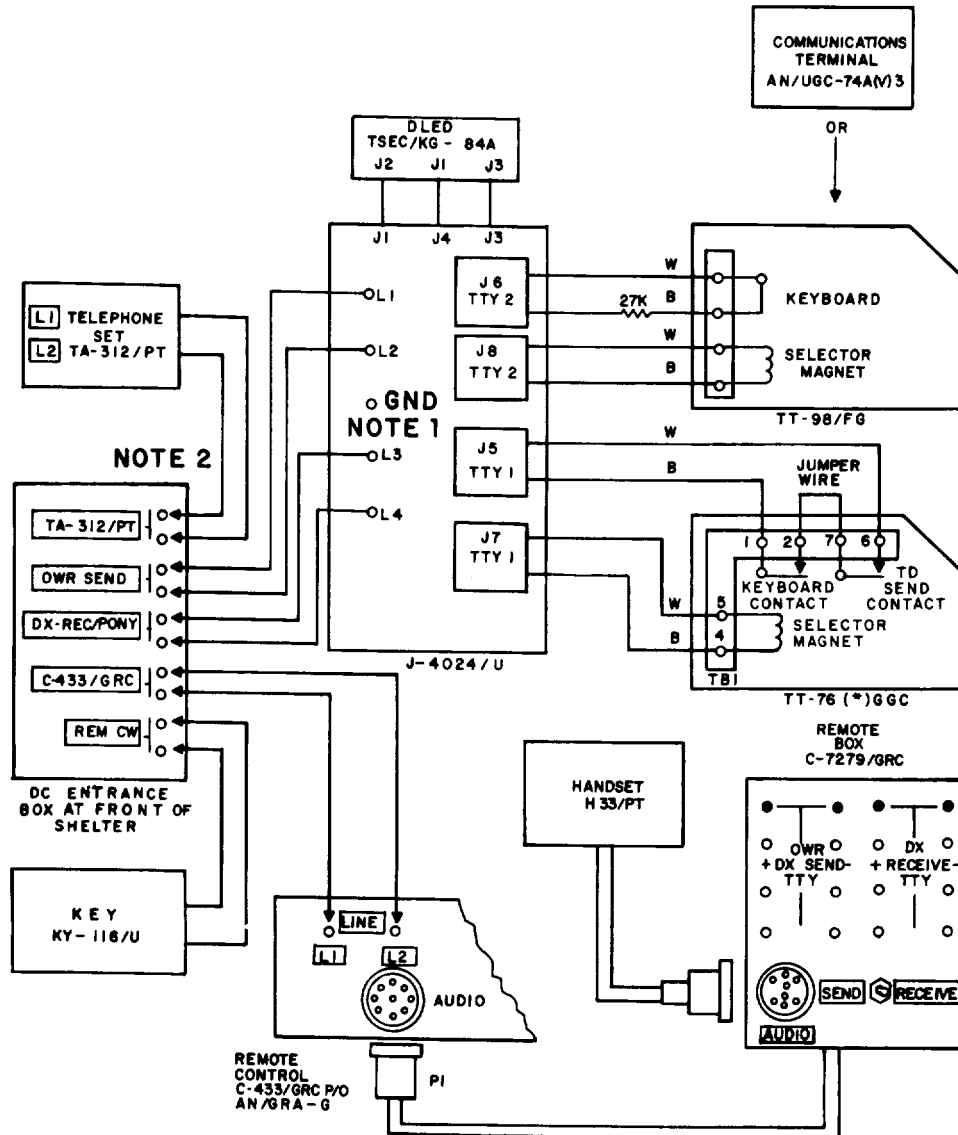 COMMUNICATIONS
TERMINAL
AN/UGC-74A(V)3
OR
DLED
TSEC/KG - 84A
J2 J1 J3
J1 J4 J3
L1 TELEPHONE
SET
L2 TA-312/PT
L1
L2
GND
NOTE 1
L3
L4
J6
TTY 2
J8
TTY 2
J5
TTY 1
J7
TTY 1
J-4024/U
W
B
27K
W
B
KEYBOARD
SELECTOR
MAGNET
TT-98/FG
W
B
JUMPER
WIRE
1 2 7 6
KEYBOARD
CONTACT
TD
SEND
CONTACT
W
5
B
4
SELECTOR
MAGNET
TB1
TT-76 (*)GGC
NOTE 2
TA-312/PT
OWR SEND
DX-REC/PONY
C-433/GRC
REM CW
DC ENTRANCE
BOX AT FRONT OF
SHELTER
KEY
KY-116/U
LINE
L1 L2
AUDIO
REMOTE
CONTROL
C-433/GRC P/O
AN/GRA-G
P1
HANDSET
H33/PT
REMOTE
BOX
C-7279/GRC
OWR
+ DX SEND-
TTY
DX
+ RECEIVE-
TTY
SEND RECEIVE
AUDIO